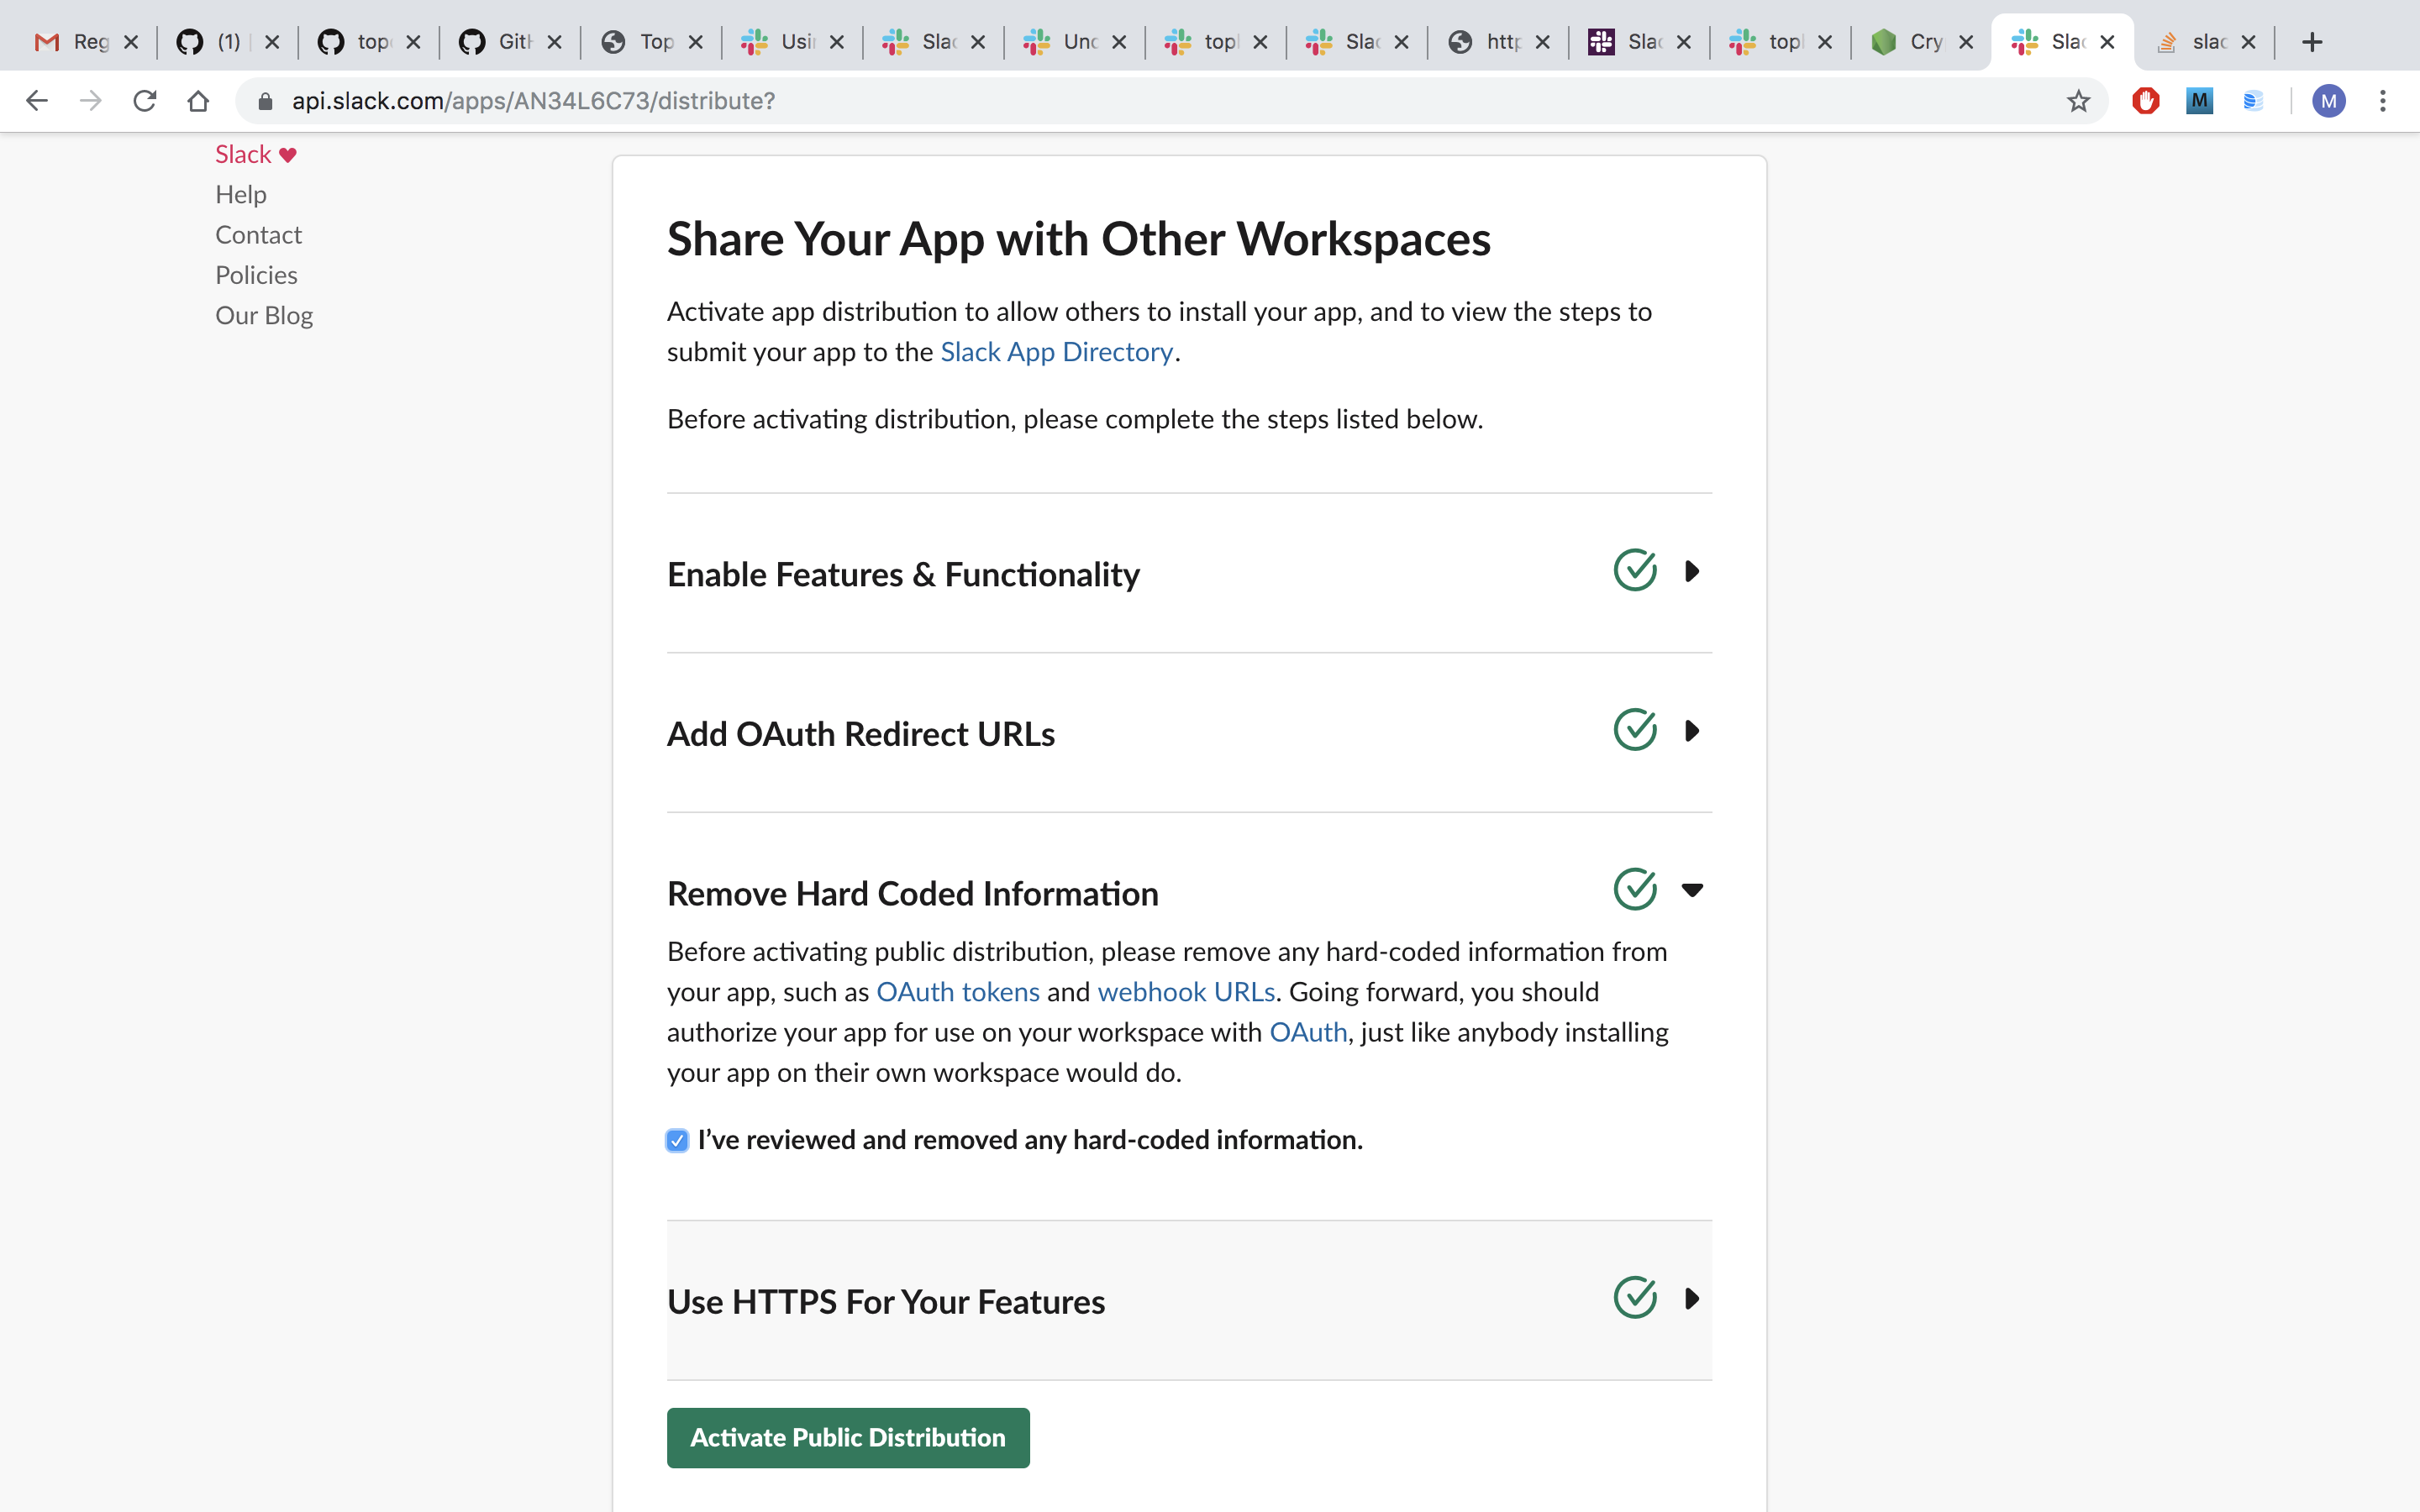 Reg
(1)
top
Git
Top
Usi
Sla
Unc
top
Sla
http
Sla
top
Cry
Sla
slac
api.slack.com/apps/AN34L6C73/distribute?
M
M
Slack
Help
Contact
Policies
Our Blog
Share Your App with Other Workspaces
Activate app distribution to allow others to install your app, and to view the steps to
submit your app to the Slack App Directory.
Before activating distribution, please complete the steps listed below.
Enable Features & Functionality
Add OAuth Redirect URLs
Remove Hard Coded Information
Before activating public distribution, please remove any hard-coded information from
your app, such as OAuth tokens and webhook URLs. Going forward, you should
authorize your app for use on your workspace with OAuth, just like anybody installing
your app on their own workspace would do.
I’ve reviewed and removed any hard-coded information.
Use HTTPS For Your Features
Activate Public Distribution